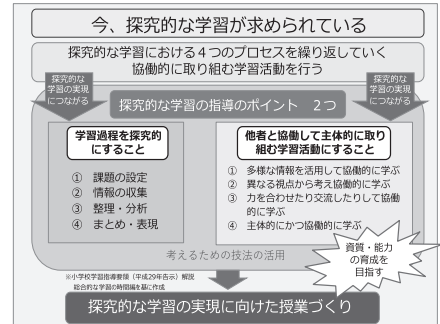 今、探究的な学習が求められている
探究的な学習における４つのプロセスを繰り返していく
協働的に取り組む学習活動を行う
探究的な
学習の実現
につながる
探究的な
学習の実現
につながる
探究的な学習の指導のポイント　２つ
学習過程を探究的
にすること
① 課題の設定
② 情報の収集
③ 整理・分析
④ まとめ・表現
他者と協働して主体的に取り
組む学習活動にすること
① 多様な情報を活用して協働的に学ぶ
② 異なる視点から考え協働的に学ぶ
③ 力を合わせたり交流したりして協働
的に学ぶ
④ 主体的にかつ協働的に学ぶ
考えるための技法の活用
資質・能力
の育成を
目指す
※小学校学習指導要領（平成29年告示）解説
総合的な学習の時間編を基に作成
探究的な学習の実現に向けた授業づくり